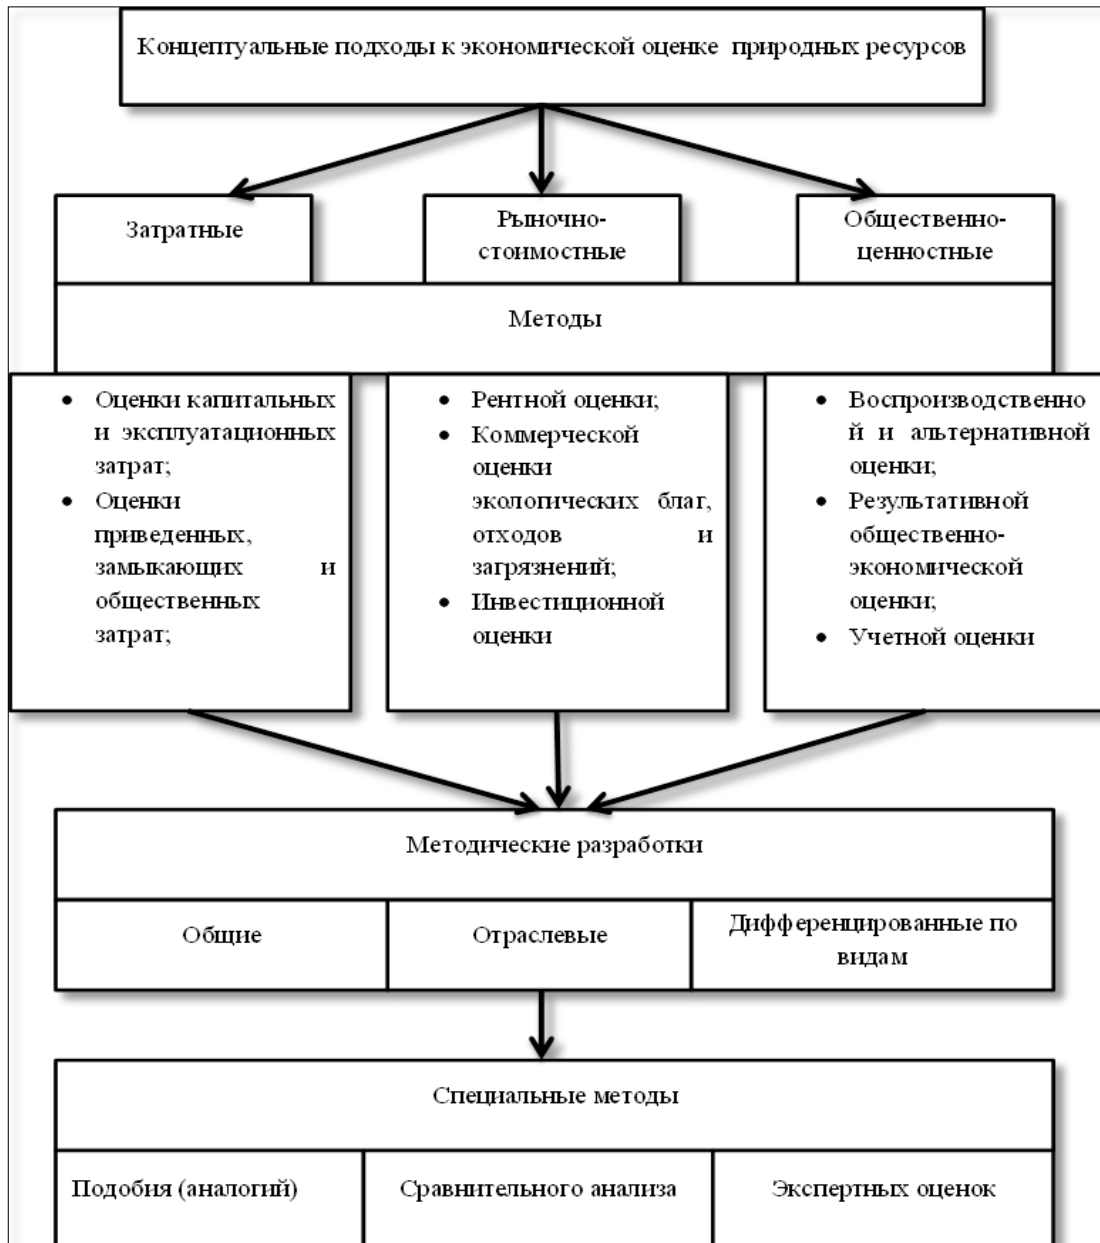 Концептуальные подходы к экономической оценке природных ресурсов
Затратные
Рыночно-
стоимостные
Общественно-
ценностные
Методы
• Оценки капитальных
и эксплуатационных
затрат;
• Оценки
приведенных,
замыкающих и
общественных
затрат;
• Рентной оценки;
• Коммерческой
оценки
экологических благ,
отходов и
загрязнений;
• Инвестиционной
оценки
• Воспроизводственно
й и альтернативной
оценки;
• Результативной
общественно-
экономической
оценки;
• Учетной оценки
Методические разработки
Общие
Отраслевые
Дифференцированные по
видам
Специальные методы
Подобия (аналогий)
Сравнительного анализа
Экспертных оценок